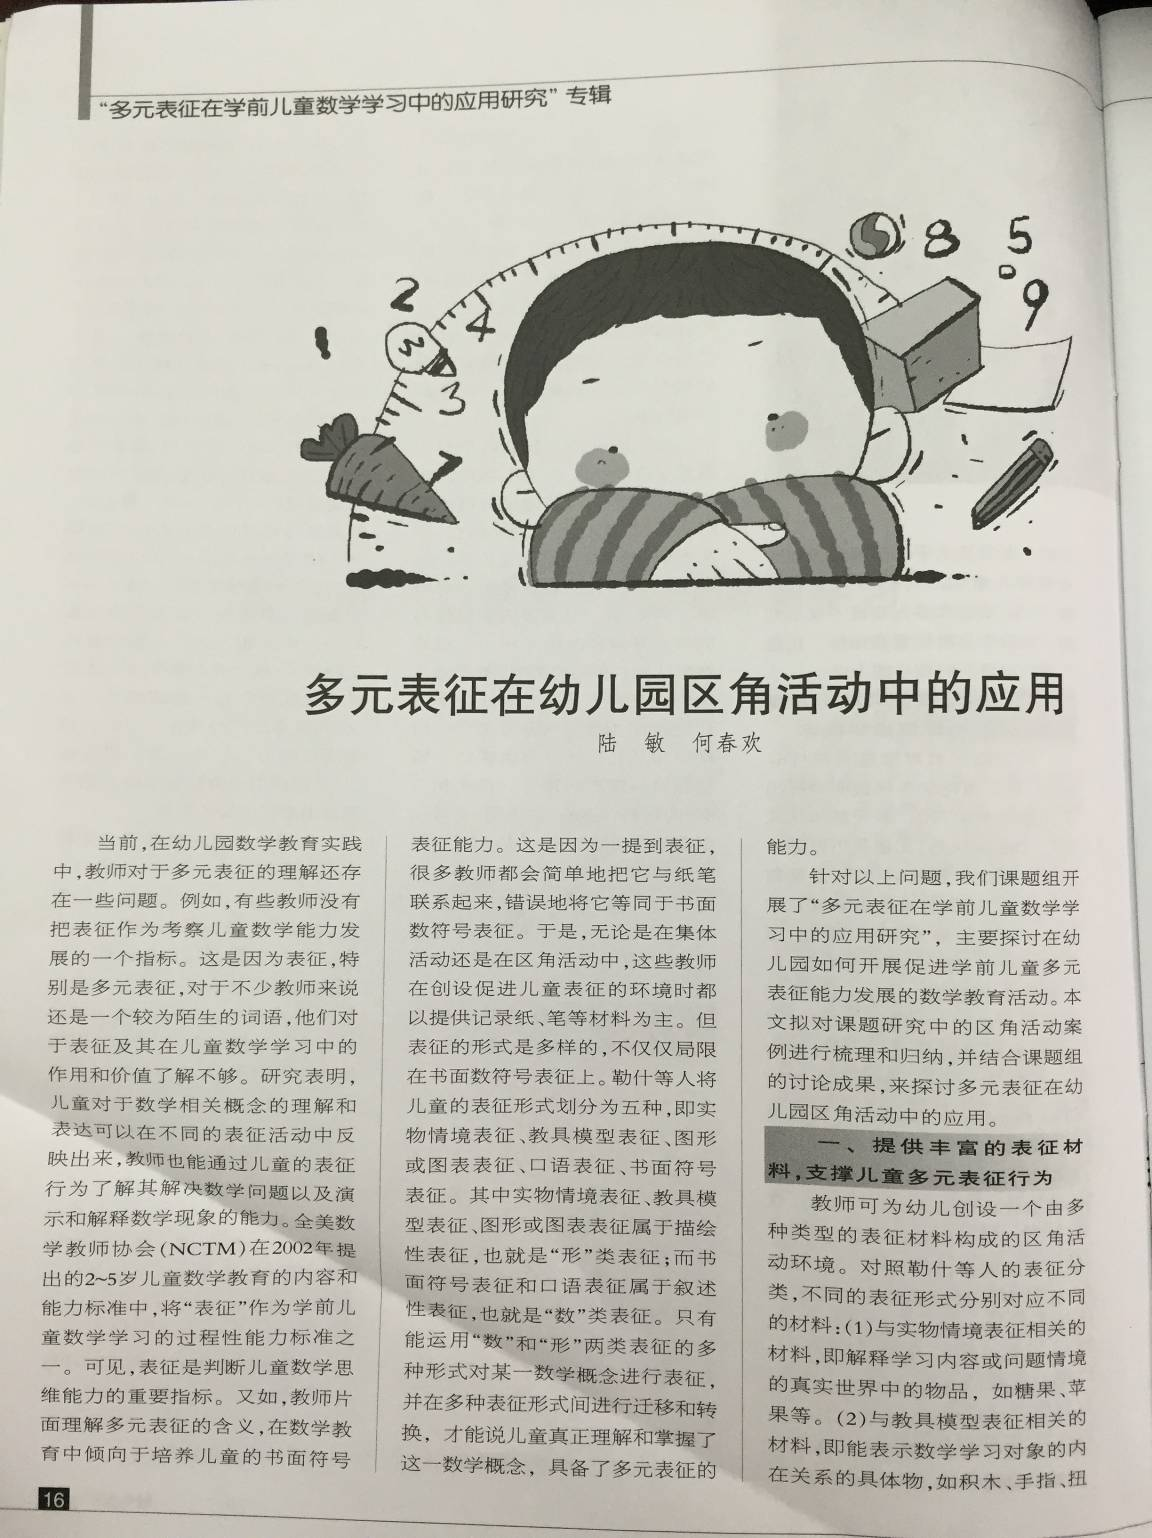 “多元表征在学前儿童数学学习中的应用研究”专辑
1
2
3
4
3
7
8
5
9
多元表征在幼儿园区角活动中的应用
陆 敏 何春欢
当前,在幼儿园数学教育实践
中,教师对于多元表征的理解还存
在一些问题。例如,有些教师没有
把表征作为考察儿童数学能力发
展的一个指标。这是因为表征,特
别是多元表征,对于不少教师来说
还是一个较为陌生的词语,他们对
于表征及其在儿童数学学习中的
作用和价值了解不够。研究表明,
儿童对于数学相关概念的理解和
表达可以在不同的表征活动中反
映出来,教师也能通过儿童的表征
行为了解其解决数学问题以及演
示和解释数学现象的能力。全美数
学教师协会(NCTM)在2002年提
出的2~5岁儿童数学教育的内容和
能力标准中,将“表征”作为学前儿
童数学学习的过程性能力标准之
一。可见,表征是判断儿童数学思
维能力的重要指标。又如,教师片
面理解多元表征的含义,在数学教
育中倾向于培养儿童的书面符号
表征能力。这是因为一提到表征,
很多教师都会简单地把它与纸笔
联系起来,错误地将它等同于书面
数符号表征。于是,无论是在集体
活动还是在区角活动中,这些教师
在创设促进儿童表征的环境时都
以提供记录纸、笔等材料为主。但
表征的形式是多样的,不仅仅局限
在书面数符号表征上。勒什等人将
儿童的表征形式划分为五种,即实
物情境表征、教具模型表征、图形
或图表表征、口语表征、书面符号
表征。其中实物情境表征、教具模
型表征、图形或图表表征属于描绘
性表征,也就是“形”类表征;而书
面符号表征和口语表征属于叙述
性表征,也就是“数”类表征。只有
能运用“数”和“形”两类表征的多
种形式对某一数学概念进行表征,
并在多种表征形式间进行迁移和转
换，才能说儿童真正理解和掌握了
这一数学概念，具备了多元表征的
能力。
针对以上问题,我们课题组开
展了“多元表征在学前儿童数学学
习中的应用研究”，主要探讨在幼
儿园如何开展促进学前儿童多元
表征能力发展的数学教育活动。本
文拟对课题研究中的区角活动案
例进行梳理和归纳,并结合课题组
的讨论成果,来探讨多元表征在幼
儿园区角活动中的应用。
一、提供丰富的表征材
料,支撑儿童多元表征行为
教师可为幼儿创设一个由多
种类型的表征材料构成的区角活
动环境。对照勒什等人的表征分
类,不同的表征形式分别对应不同
的材料:(1)与实物情境表征相关的
材料,即解释学习内容或问题情境
的真实世界中的物品，如糖果、苹
果等。(2)与教具模型表征相关的
材料,即能表示数学学习对象的内
在关系的具体物,如积木、手指、扭
16